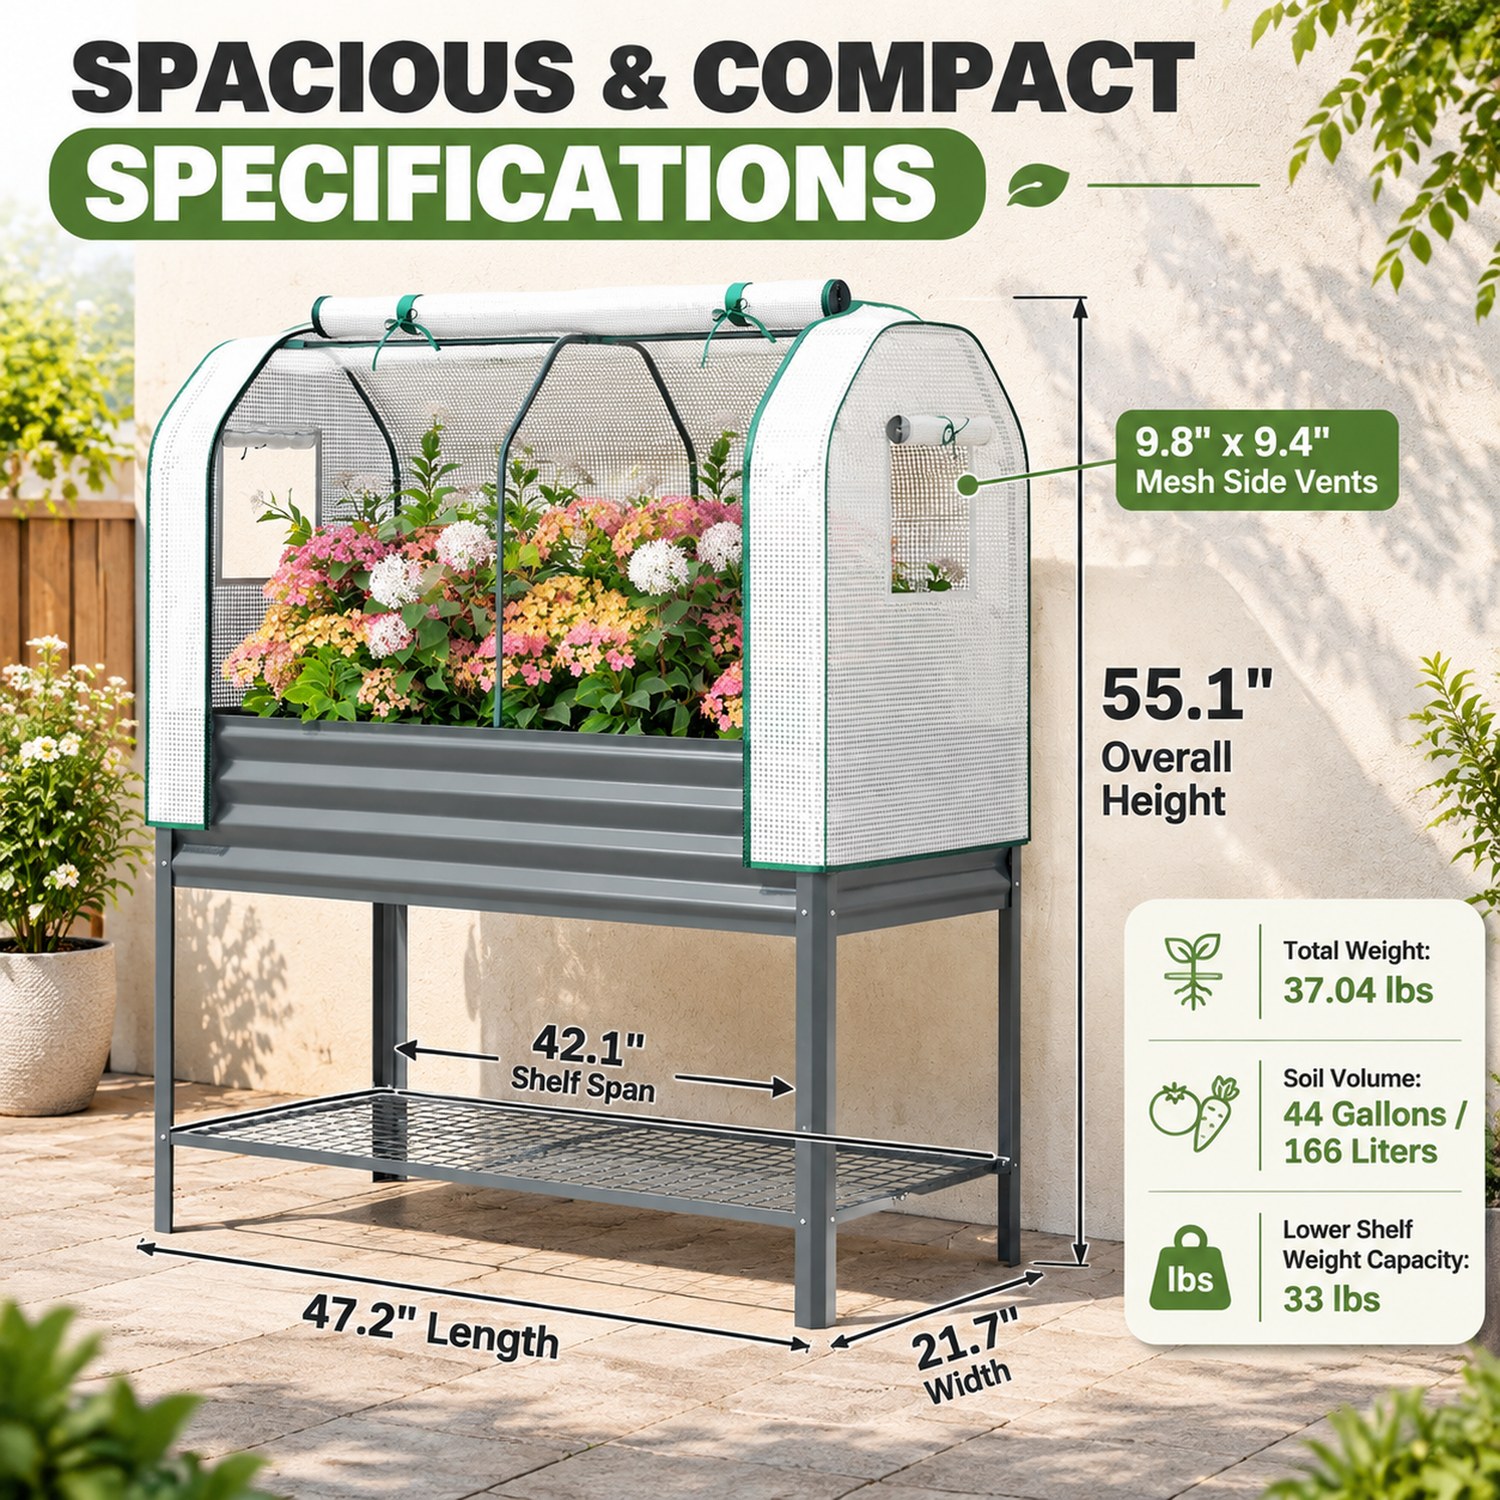 SPACIOUS & COMPACT
SPECIFICATIONS
9.8" x 9.4"
Mesh Side Vents
55.1"
Overall
Height
42.1"
Shelf Span
47.2" Length
21.7"
Width
Total Weight:
37.04 lbs
Soil Volume:
44 Gallons /
166 Liters
lbs
Lower Shelf
Weight Capacity:
33 lbs